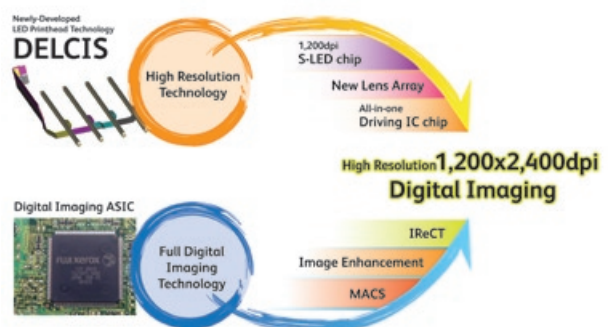 Newly-Developed
LED Printhead Technology
DELCIS
High Resolution
Technology
1,200dpi
S-LED chip
New Lens Array
All-in-one
Driving IC chip
High Resolution 1,200x2,400dpi
Digital Imaging
Digital Imaging ASIC
FUJI XEROX
Full Digital
Imaging
Technology
IReCT
Image Enhancement
MACS